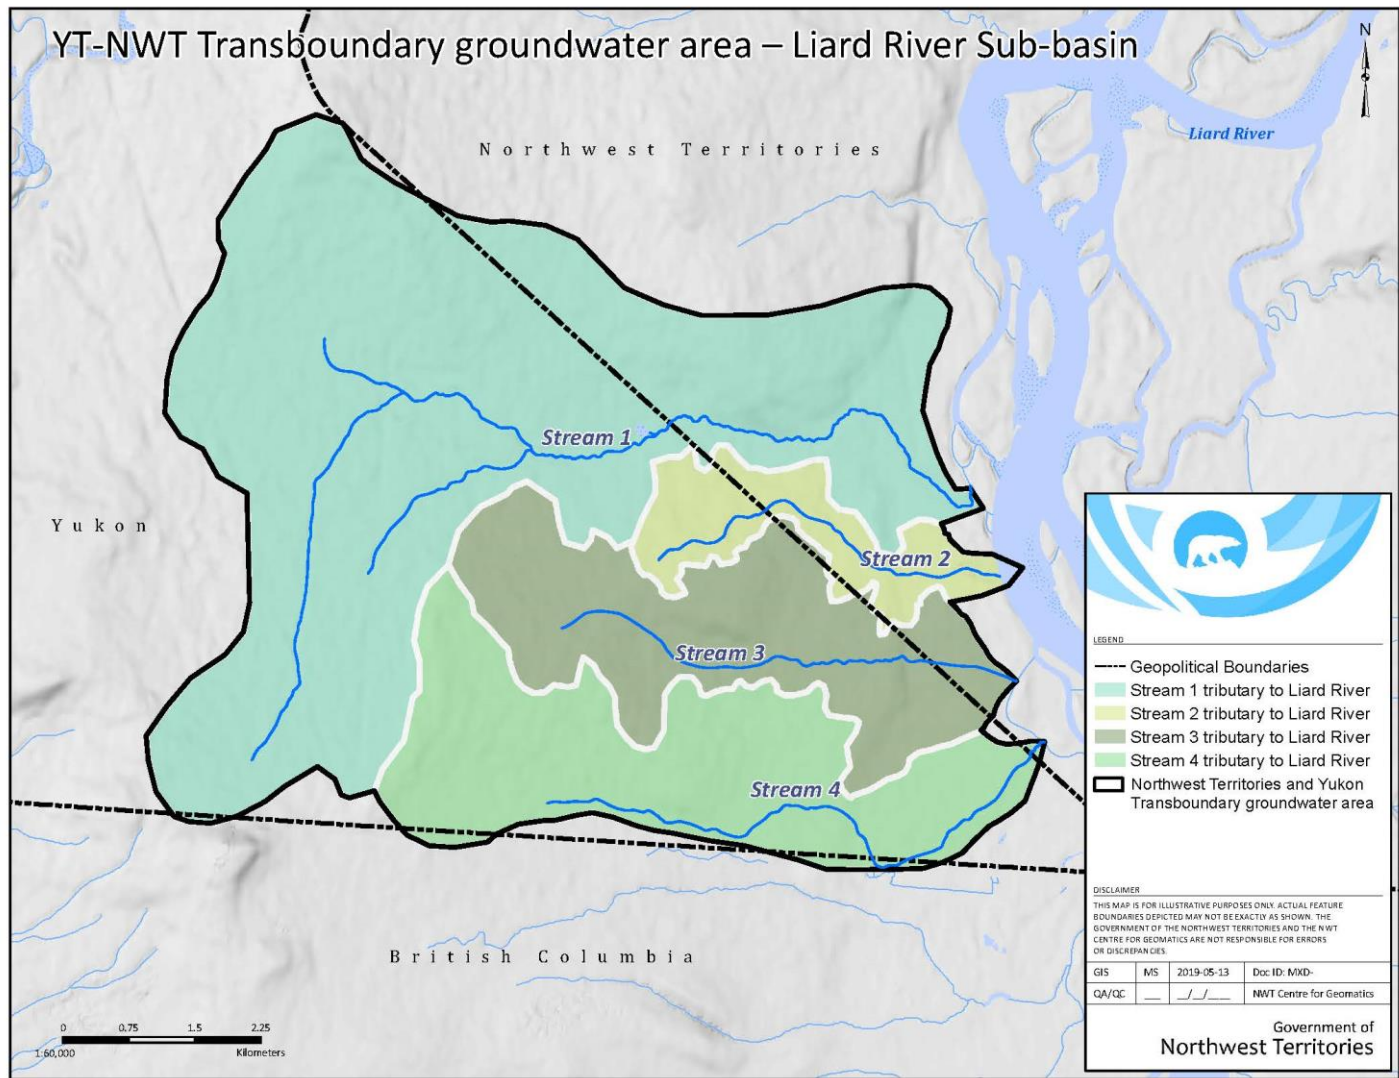 YT-NWT Transboundary groundwater area – Liard River Sub-basin
N
Liard River
Northwest Territories
Stream 1
Yukon
Stream 2
Stream 3
Stream 4
British Columbia
0 0.75 1.5 2.25
1:60,000 Kilometers
LEGEND
Geopolitical Boundaries
Stream 1 tributary to Liard River
Stream 2 tributary to Liard River
Stream 3 tributary to Liard River
Stream 4 tributary to Liard River
Northwest Territories and Yukon
Transboundary groundwater area
DISCLAIMER
THIS MAP IS FOR ILLUSTRATIVE PURPOSES ONLY. ACTUAL FEATURE
BOUNDARIES DEPICTED MAY NOT BE EXACTLY AS SHOWN. THE
GOVERNMENT OF THE NORTHWEST TERRITORIES AND THE NWT
CENTRE FOR GEOMATICS ARE NOT RESPONSIBLE FOR ERRORS
OR DISCREPANCIES.
GIS MS 2019-05-13 Doc ID: MXD-
QA/QC ___ __/__/____ NWT Centre for Geomatics
Government of
Northwest Territories